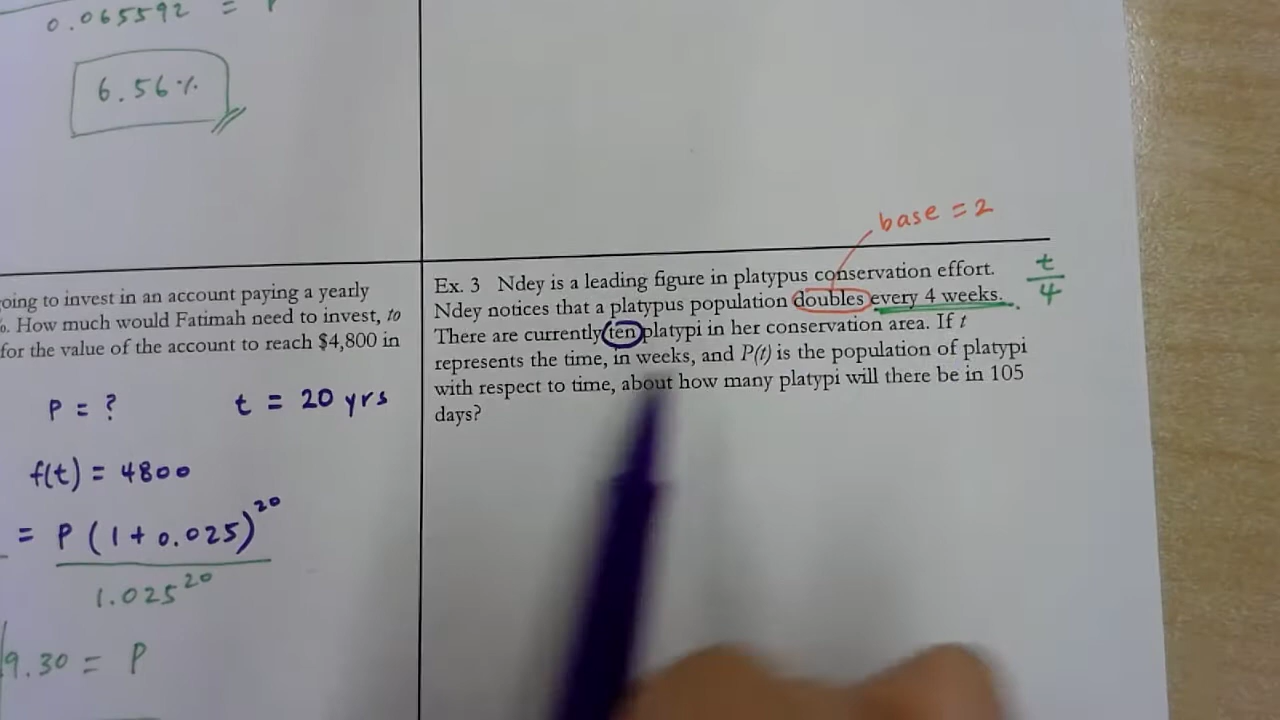 0.065592 =
6.56%
going to invest in an account paying a yearly
How much would Fatimah need to invest, to
for the value of the account to reach $4,800 in
P = ?
t = 20 yrs
f(t) = 4800
= P (1 + 0.025)^20
1.025^20
9.30 = P
base = 2
Ex. 3 Ndey is a leading figure in platypus conservation effort.
Ndey notices that a platypus population doubles every 4 weeks.
t/4
There are currently ten platypi in her conservation area. If t
represents the time, in weeks, and P(t) is the population of platypi
with respect to time, about how many platypi will there be in 105
days?